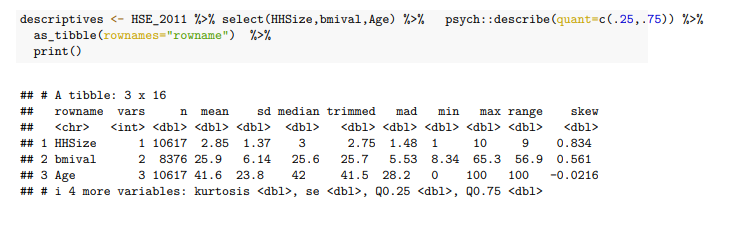 descriptives <- HSE_2011 %>% select(HHSize,bmival,Age) %>%   psych::describe(quant=c(.25,.75)) %>%
  as_tibble(rownames="rowname")  %>%
  print()
## # A tibble: 3 x 16
##   rowname  vars     n  mean    sd median trimmed   mad   min   max range    skew
##   <chr>   <int> <dbl> <dbl> <dbl>  <dbl>   <dbl> <dbl> <dbl> <dbl> <dbl>   <dbl>
## 1 HHSize      1 10617  2.85  1.37    3      2.75  1.48  1     10     9    0.834
## 2 bmival      2  8376 25.9   6.14   25.6   25.7   5.53  8.34  65.3  56.9  0.561
## 3 Age         3 10617 41.6  23.8    42     41.5  28.2   0    100   100   -0.0216
## # i 4 more variables: kurtosis <dbl>, se <dbl>, Q0.25 <dbl>, Q0.75 <dbl>